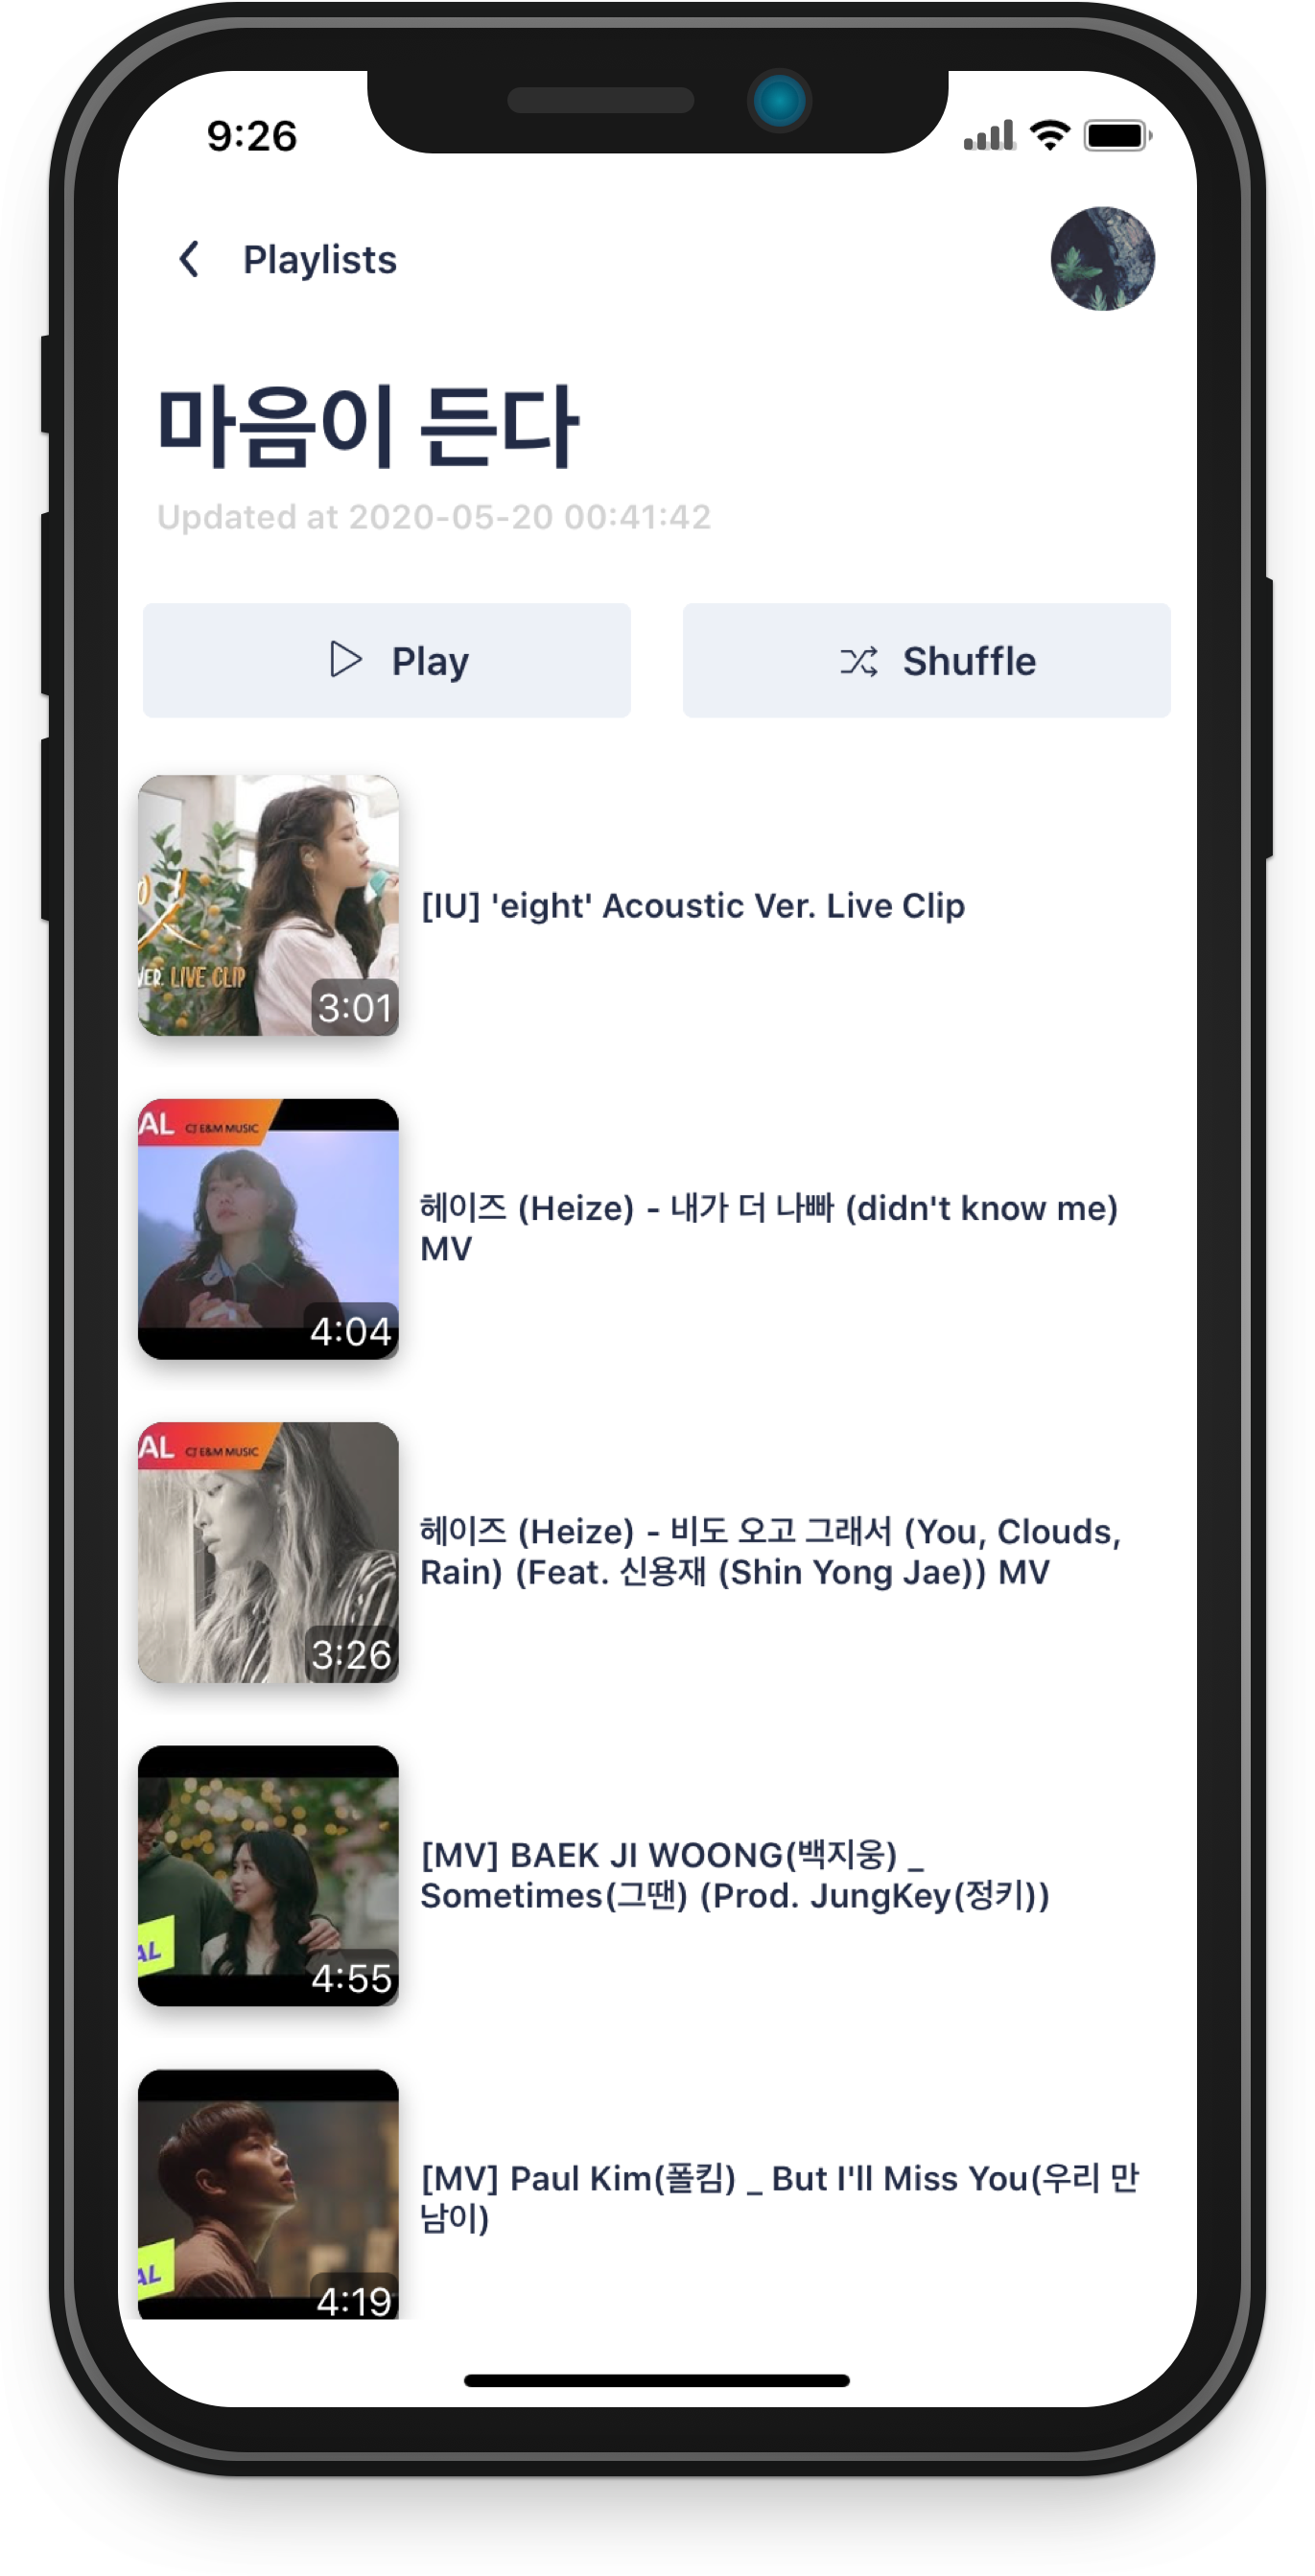 9:26
Playlists
마음이 든다
Updated at 2020-05-20 00:41:42
Play
Shuffle
VER. LIVE CLIP
3:01
[IU] 'eight' Acoustic Ver. Live Clip
AL CJ E&M MUSIC
4:04
헤이즈 (Heize) - 내가 더 나빠 (didn't know me)
MV
AL CJ E&M MUSIC
3:26
헤이즈 (Heize) - 비도 오고 그래서 (You, Clouds,
Rain) (Feat. 신용재 (Shin Yong Jae)) MV
AL
4:55
[MV] BAEK JI WOONG(백지웅) _
Sometimes(그땐) (Prod. JungKey(정키))
AL
4:19
[MV] Paul Kim(폴킴) _ But I'll Miss You(우리 만
남이)